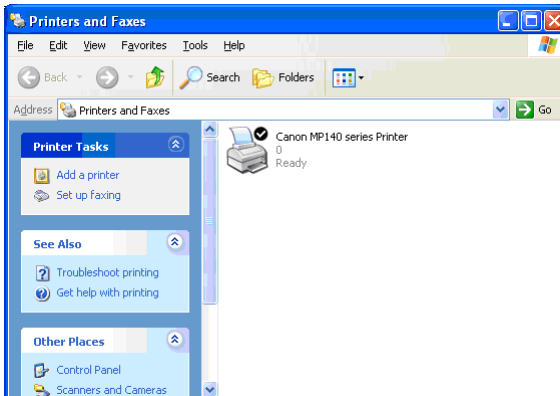 Printers and Faxes
File Edit View Favorites Tools Help
Back Search Folders
Address Printers and Faxes Go
Printer Tasks
Add a printer
Set up faxing
See Also
Troubleshoot printing
Get help with printing
Other Places
Control Panel
Scanners and Cameras
Canon MP140 series Printer
0
Ready